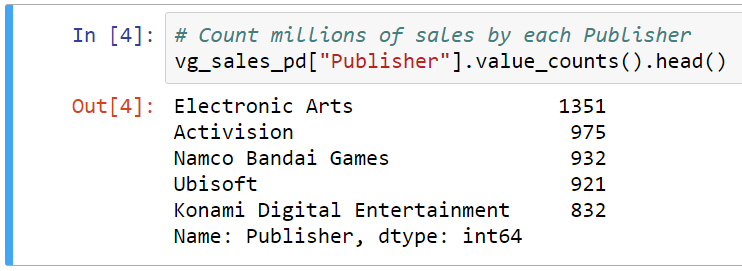 In [4]: # Count millions of sales by each Publisher
vg_sales_pd["Publisher"].value_counts().head()
Out[4]: Electronic Arts 1351
Activision 975
Namco Bandai Games 932
Ubisoft 921
Konami Digital Entertainment 832
Name: Publisher, dtype: int64